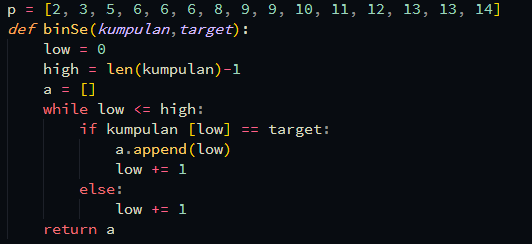 p = [2, 3, 5, 6, 6, 6, 8, 9, 9, 10, 11, 12, 13, 13, 14]
def binSe(kumpulan,target):
    low = 0
    high = len(kumpulan)-1
    a = []
    while low <= high:
        if kumpulan [low] == target:
            a.append(low)
            low += 1
        else:
            low += 1
    return a